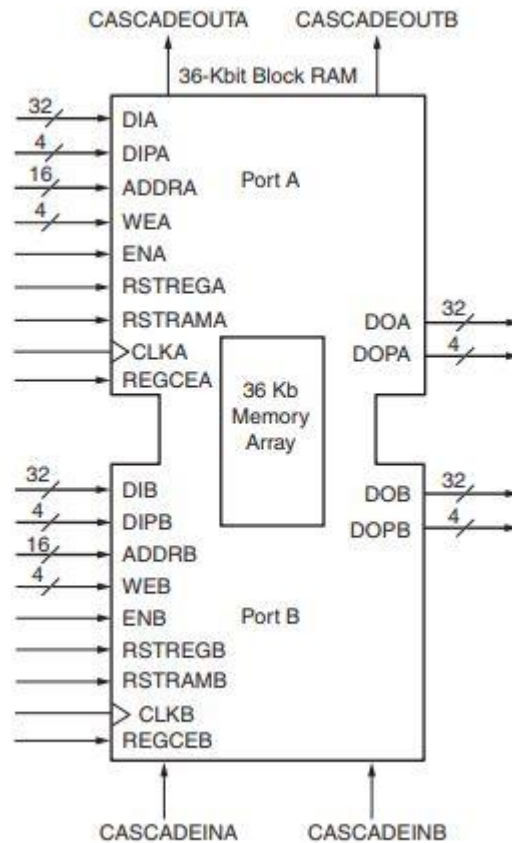 CASCADEOUTA CASCADEOUTB
36-Kbit Block RAM
32
DIA
4
DIPA
16
ADDRA
Port A
4
WEA
ENA
RSTREGA
RSTRAMA
CLKA
REGCEA
DOA
32
DOPA
4
36 Kb
Memory
Array
32
DIB
4
DIPB
16
ADDRB
4
WEB
ENB
Port B
RSTREGB
RSTRAMB
CLKB
REGCEB
DOB
32
DOPB
4
CASCADEINA CASCADEINB